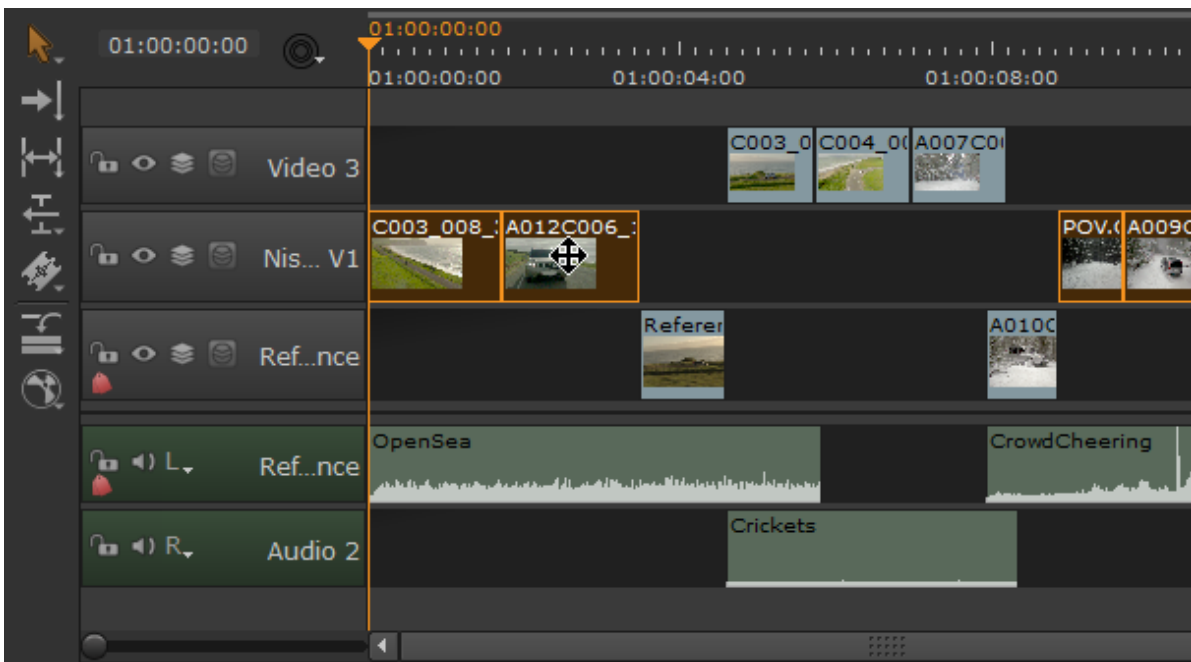 01:00:00:00
01:00:00:00
01:00:00:00 01:00:04:00 01:00:08:00
Video 3
C003_0 C004_0 A007C0
Nis... V1
C003_008_ A012C006_ POV. A009C
Ref...nce
Referer A010C
L
Ref...nce
OpenSea CrowdCheering
R
Audio 2
Crickets